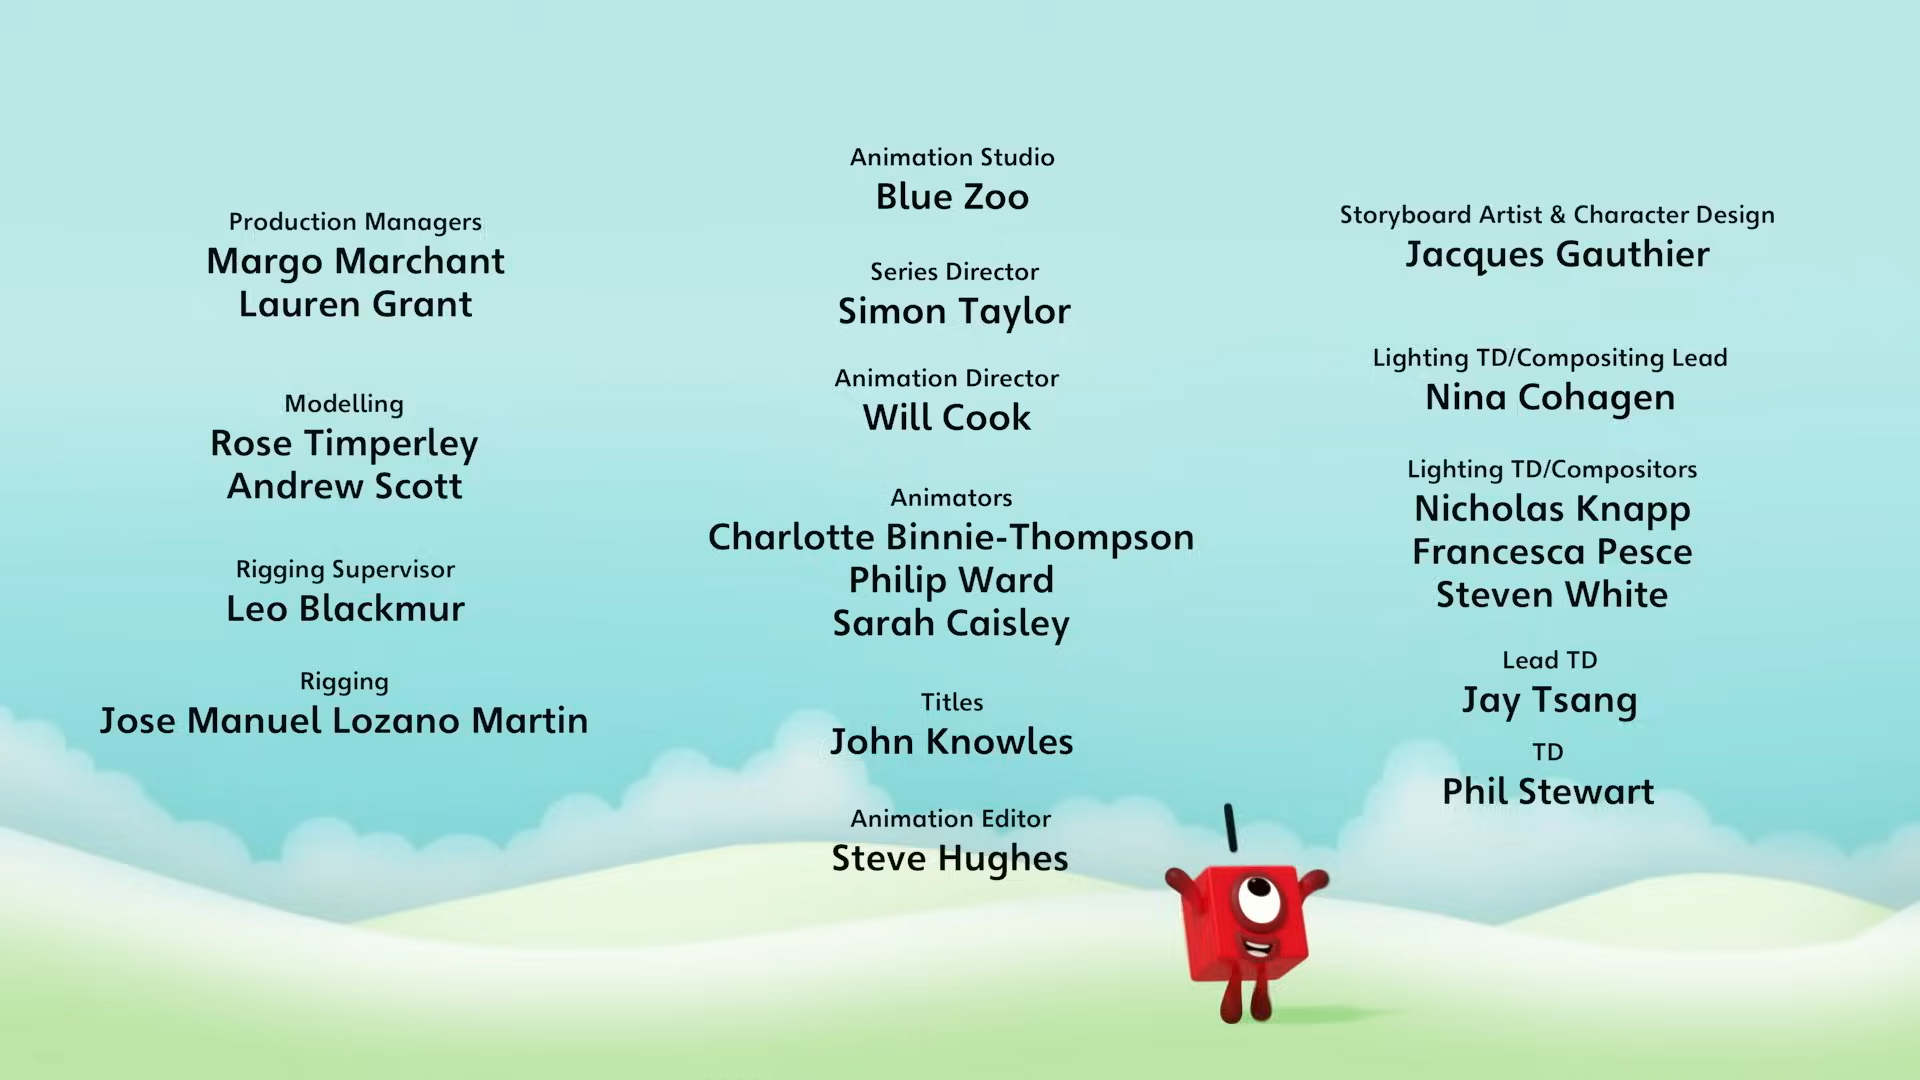 Production Managers
Margo Marchant
Lauren Grant
Modelling
Rose Timperley
Andrew Scott
Rigging Supervisor
Leo Blackmur
Rigging
Jose Manuel Lozano Martin
Animation Studio
Blue Zoo
Series Director
Simon Taylor
Animation Director
Will Cook
Animators
Charlotte Binnie-Thompson
Philip Ward
Sarah Caisley
Titles
John Knowles
Animation Editor
Steve Hughes
Storyboard Artist & Character Design
Jacques Gauthier
Lighting TD/Compositing Lead
Nina Cohagen
Lighting TD/Compositors
Nicholas Knapp
Francesca Pesce
Steven White
Lead TD
Jay Tsang
TD
Phil Stewart